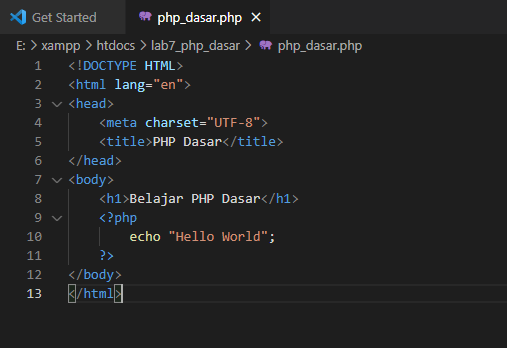 Get Started
php_dasar.php
E: > xampp > htdocs > lab7_php_dasar > php_dasar.php
1 <!DOCTYPE HTML>
2 <html lang="en">
3 <head>
4     <meta charset="UTF-8">
5     <title>PHP Dasar</title>
6 </head>
7 <body>
8     <h1>Belajar PHP Dasar</h1>
9     <?php
10         echo "Hello World";
11     ?>
12 </body>
13 </html>